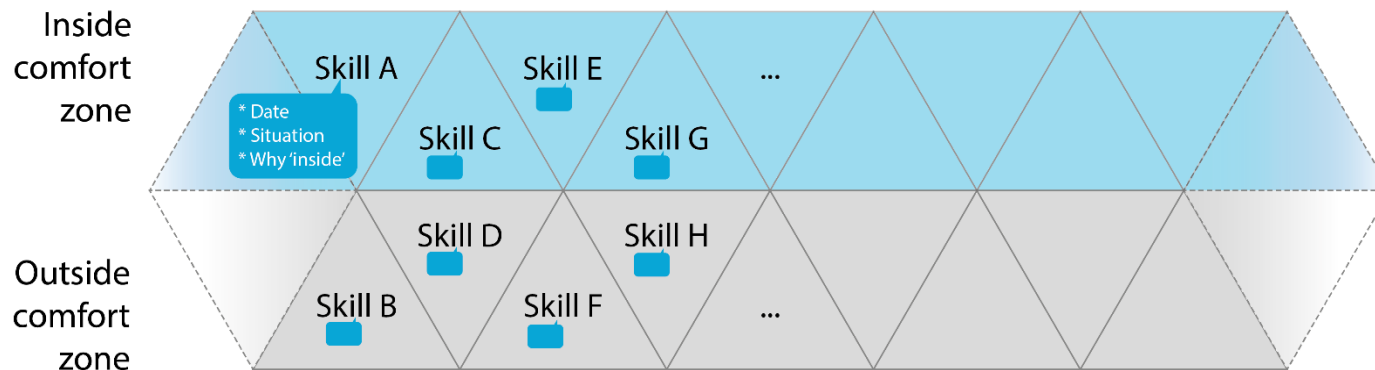 Inside
comfort
zone
Skill A
* Date
* Situation
* Why ‘inside’
Skill E
...
Skill C
Skill G
Outside
comfort
zone
Skill D
Skill H
Skill B
Skill F
...